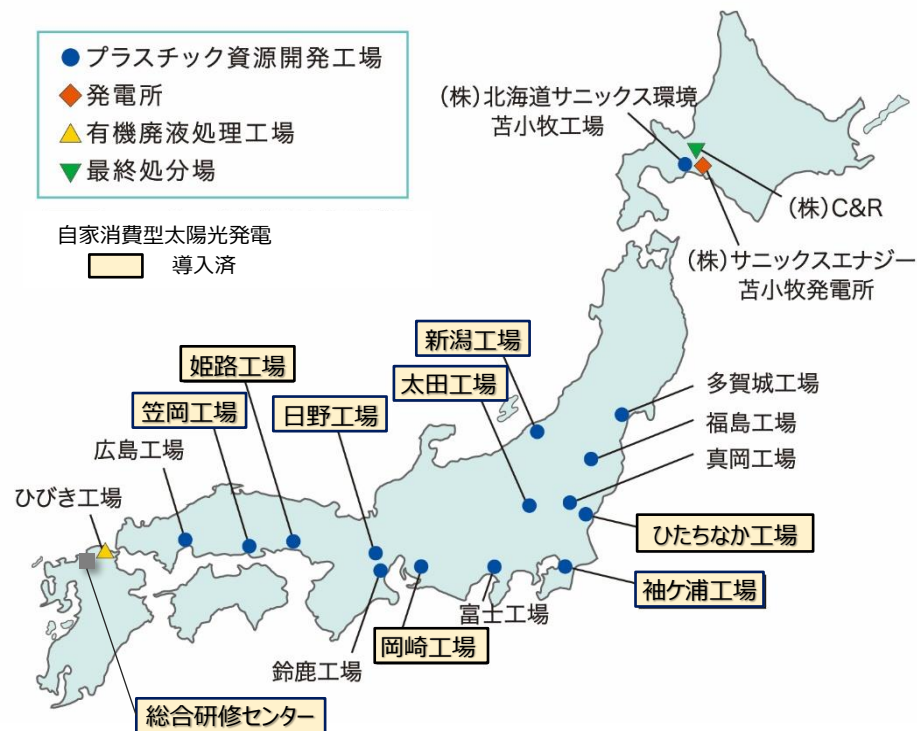 プラスチック資源開発工場
発電所
有機廃液処理工場
最終処分場
自家消費型太陽光発電
導入済
(株)北海道サニックス環境
苫小牧工場
(株)C&R
(株)サニックスエナジー
苫小牧発電所
新潟工場
姫路工場
太田工場
笠岡工場
日野工場
多賀城工場
広島工場
福島工場
真岡工場
ひびき工場
ひたちなか工場
袖ケ浦工場
富士工場
岡崎工場
鈴鹿工場
総合研修センター